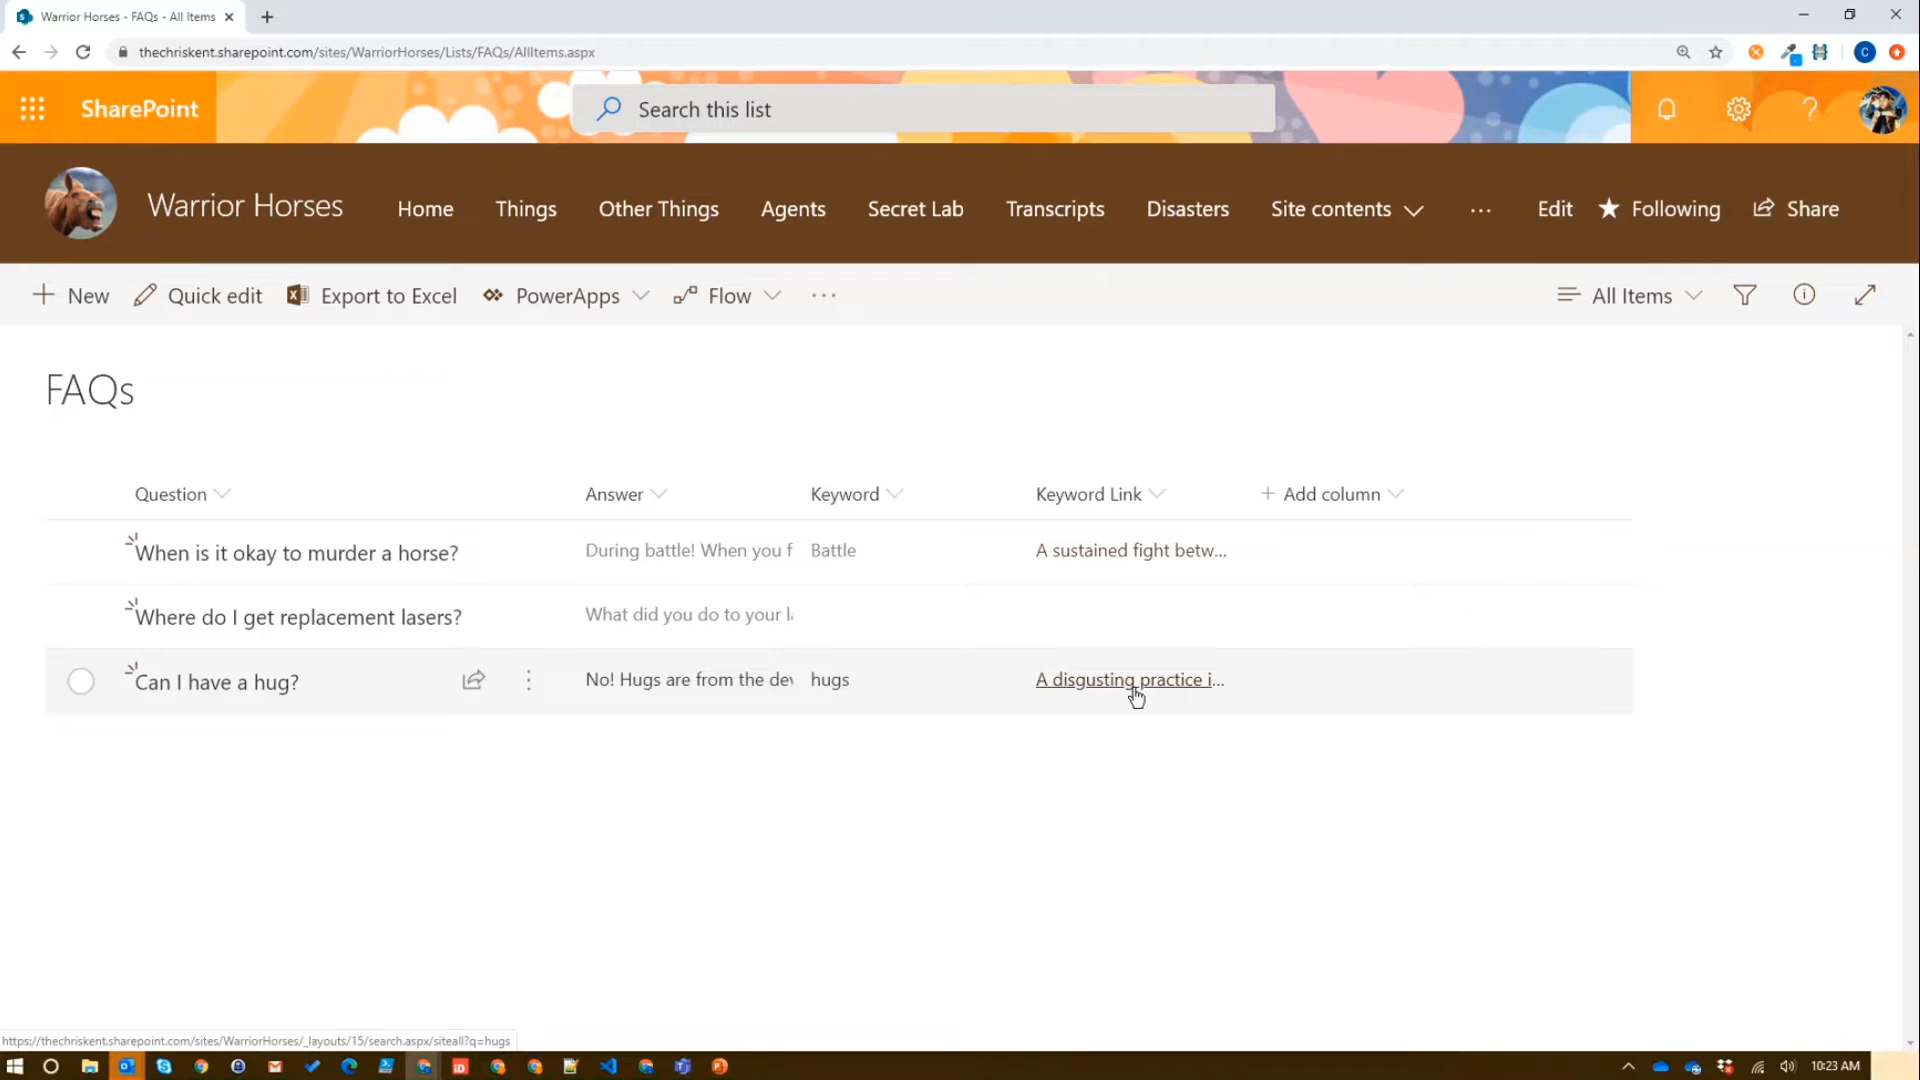 Warrior Horses - FAQs - All Items
thechriskent.sharepoint.com/sites/WarriorHorses/Lists/FAQs/AllItems.aspx
C
SharePoint
Search this list
Warrior Horses
Home
Things
Other Things
Agents
Secret Lab
Transcripts
Disasters
Site contents
Edit
Following
Share
New
Quick edit
Export to Excel
PowerApps
Flow
All Items
FAQs
Question
Answer
Keyword
Keyword Link
Add column
When is it okay to murder a horse?
During battle! When you f
Battle
A sustained fight betw...
Where do I get replacement lasers?
What did you do to your
Can I have a hug?
No! Hugs are from the
hugs
A disgusting practice i...
https://thechriskent.sharepoint.com/sites/WarriorHorses/_layouts/15/search.aspx/siteall?q=hugs
10:23 AM